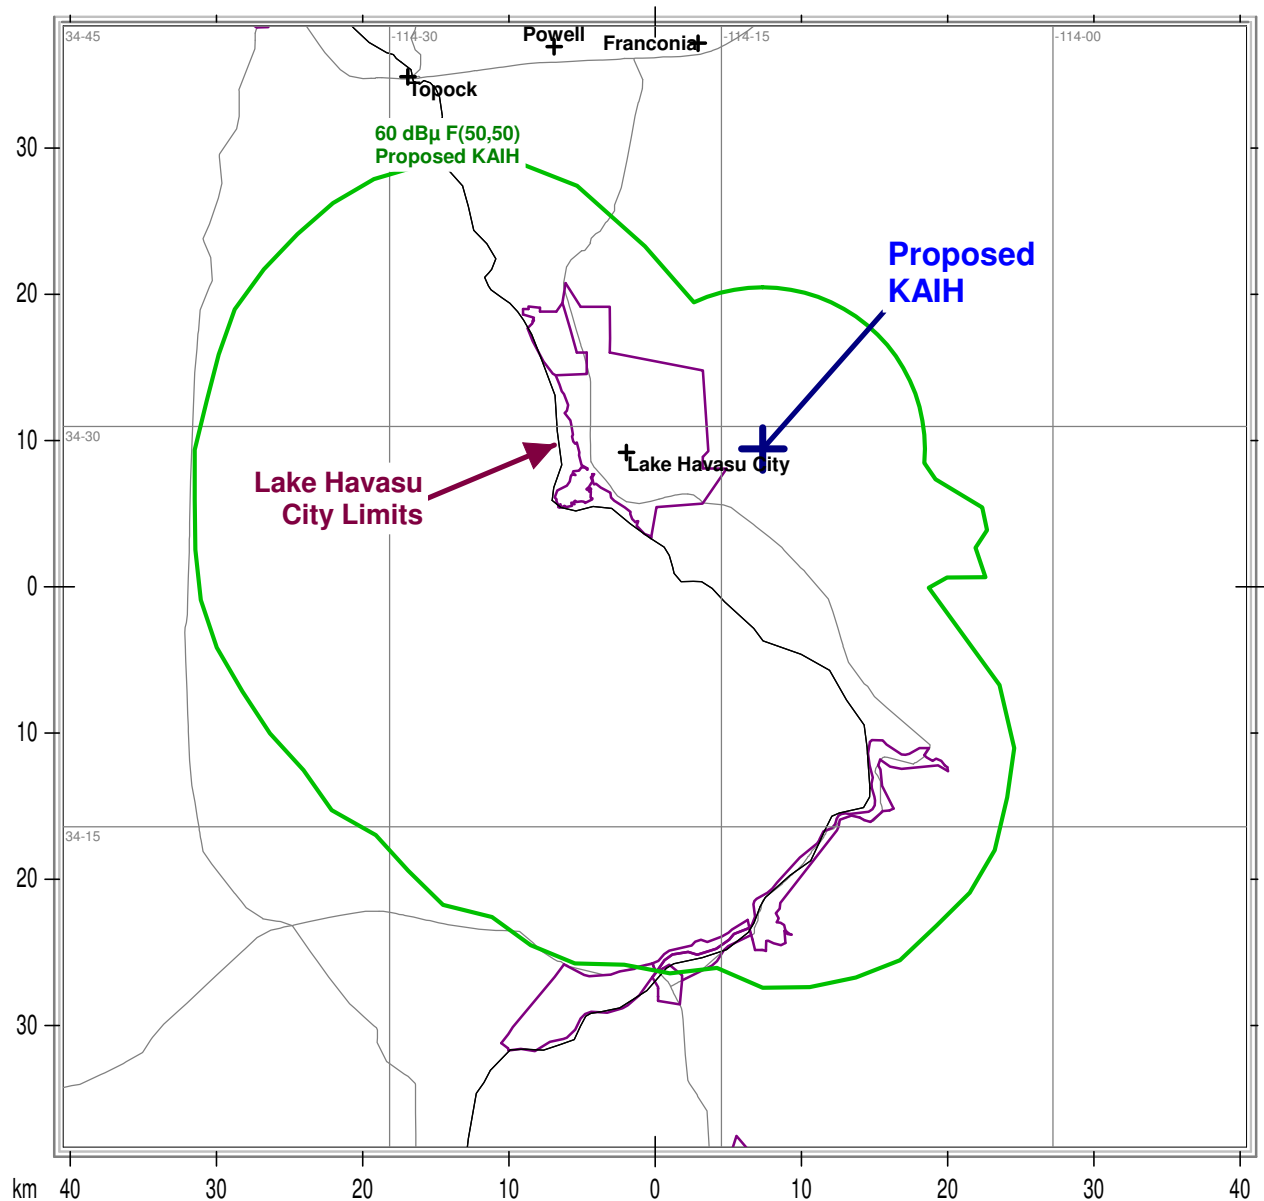 34-45
-114-30
-114-15
-114-00
Powell
Franconia
Topock
60 dBµ F(50,50)
Proposed KAIH
Proposed
KAIH
34-30
Lake Havasu City
Lake Havasu
City Limits
34-15
30
20
10
0
10
20
30
km
40
30
20
10
0
10
20
30
40